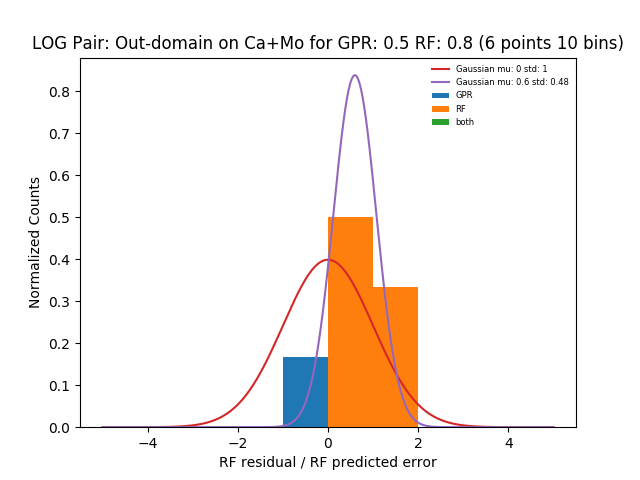 LOG Pair: Out-domain on Ca+Mo for GPR: 0.5 RF: 0.8 (6 points 10 bins)
Gaussian mu: 0 std: 1
Gaussian mu: 0.6 std: 0.48
GPR
RF
both
Normalized Counts
0.8
0.7
0.6
0.5
0.4
0.3
0.2
0.1
0.0
−4
−2
0
2
4
RF residual / RF predicted error